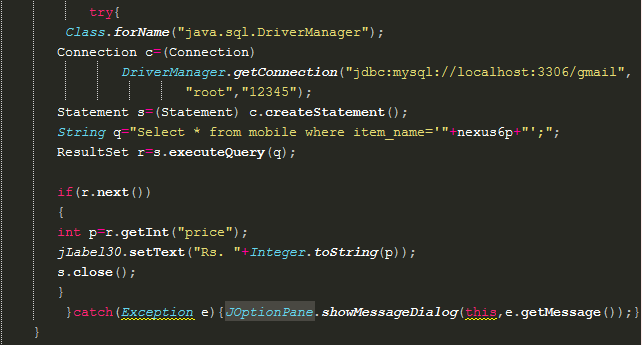 try{
Class.forName("java.sql.DriverManager");
Connection c=(Connection)
DriverManager.getConnection("jdbc:mysql://localhost:3306/gmail",
"root","12345");
Statement s=(Statement) c.createStatement();
String q="Select * from mobile where item_name='"+nexus6p+"';";
ResultSet r=s.executeQuery(q);
if(r.next())
{
int p=r.getInt("price");
jLabel30.setText("Rs. "+Integer.toString(p));
s.close();
}
}catch(Exception e){JOptionPane.showMessageDialog(this,e.getMessage());}
}